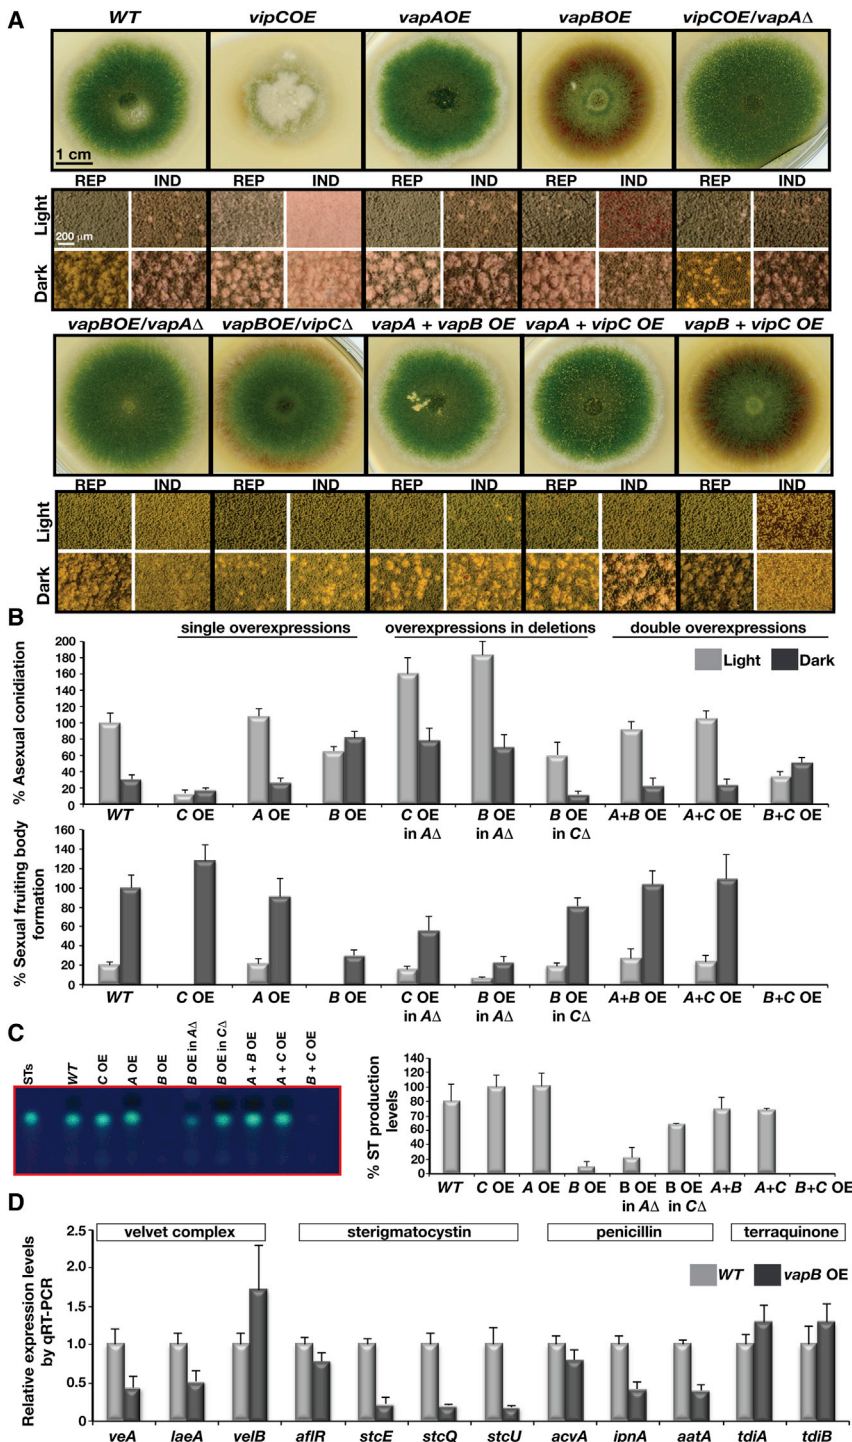 A
WT vipCOE vapAOE vapBOE vipCOE/vapAΔ
1 cm
REP IND REP IND REP IND REP IND REP IND
Light
200 µm
Dark
vapBOE/vapAΔ vapBOE/vipCΔ vapA + vapB OE vapA + vipC OE vapB + vipC OE
REP IND REP IND REP IND REP IND REP IND
Light
Dark
B
single overexpressions overexpressions in deletions double overexpressions
Light Dark
% Asexual conidiation
200
180
160
140
120
100
80
60
40
20
0
WT C OE A OE B OE C OE B OE B OE A+B OE A+C OE B+C OE
in AΔ in AΔ in CΔ
% Sexual fruiting body
formation
160
140
120
100
80
60
40
20
0
WT C OE A OE B OE C OE B OE B OE A+B OE A+C OE B+C OE
in AΔ in AΔ in CΔ
C
STs
WT
C OE
A OE
B OE
B OE in AΔ
B OE in CΔ
A + B OE
A + C OE
B + C OE
% ST production
levels
140
120
100
80
60
80
40
20
0
WT C OE A OE B OE B OE B OE A+B A+C B+C OE
in AΔ in CΔ
D
velvet complex sterigmatocystin penicillin terraquinone
WT vapB OE
Relative expression levels
by qRT-PCR
2.5
2.0
1.5
1.0
0.5
0
veA laeA velB aflR stcE stcQ stcU acvA ipnA aatA tdiA tdiB